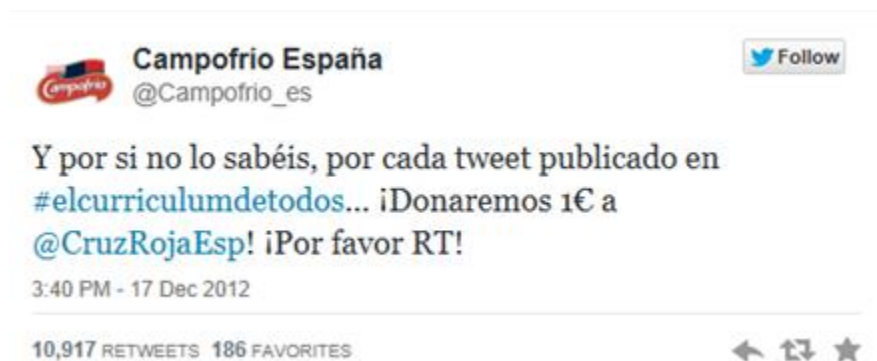 Campofrio España
Campofrio
@Campofrio_es
Follow
Y por si no lo sabéis, por cada tweet publicado en
#elcurriculumdetodos... ¡Donaremos 1€ a
@CruzRojaEsp! ¡Por favor RT!
3:40 PM - 17 Dec 2012
10,917 RETWEETS 186 FAVORITES